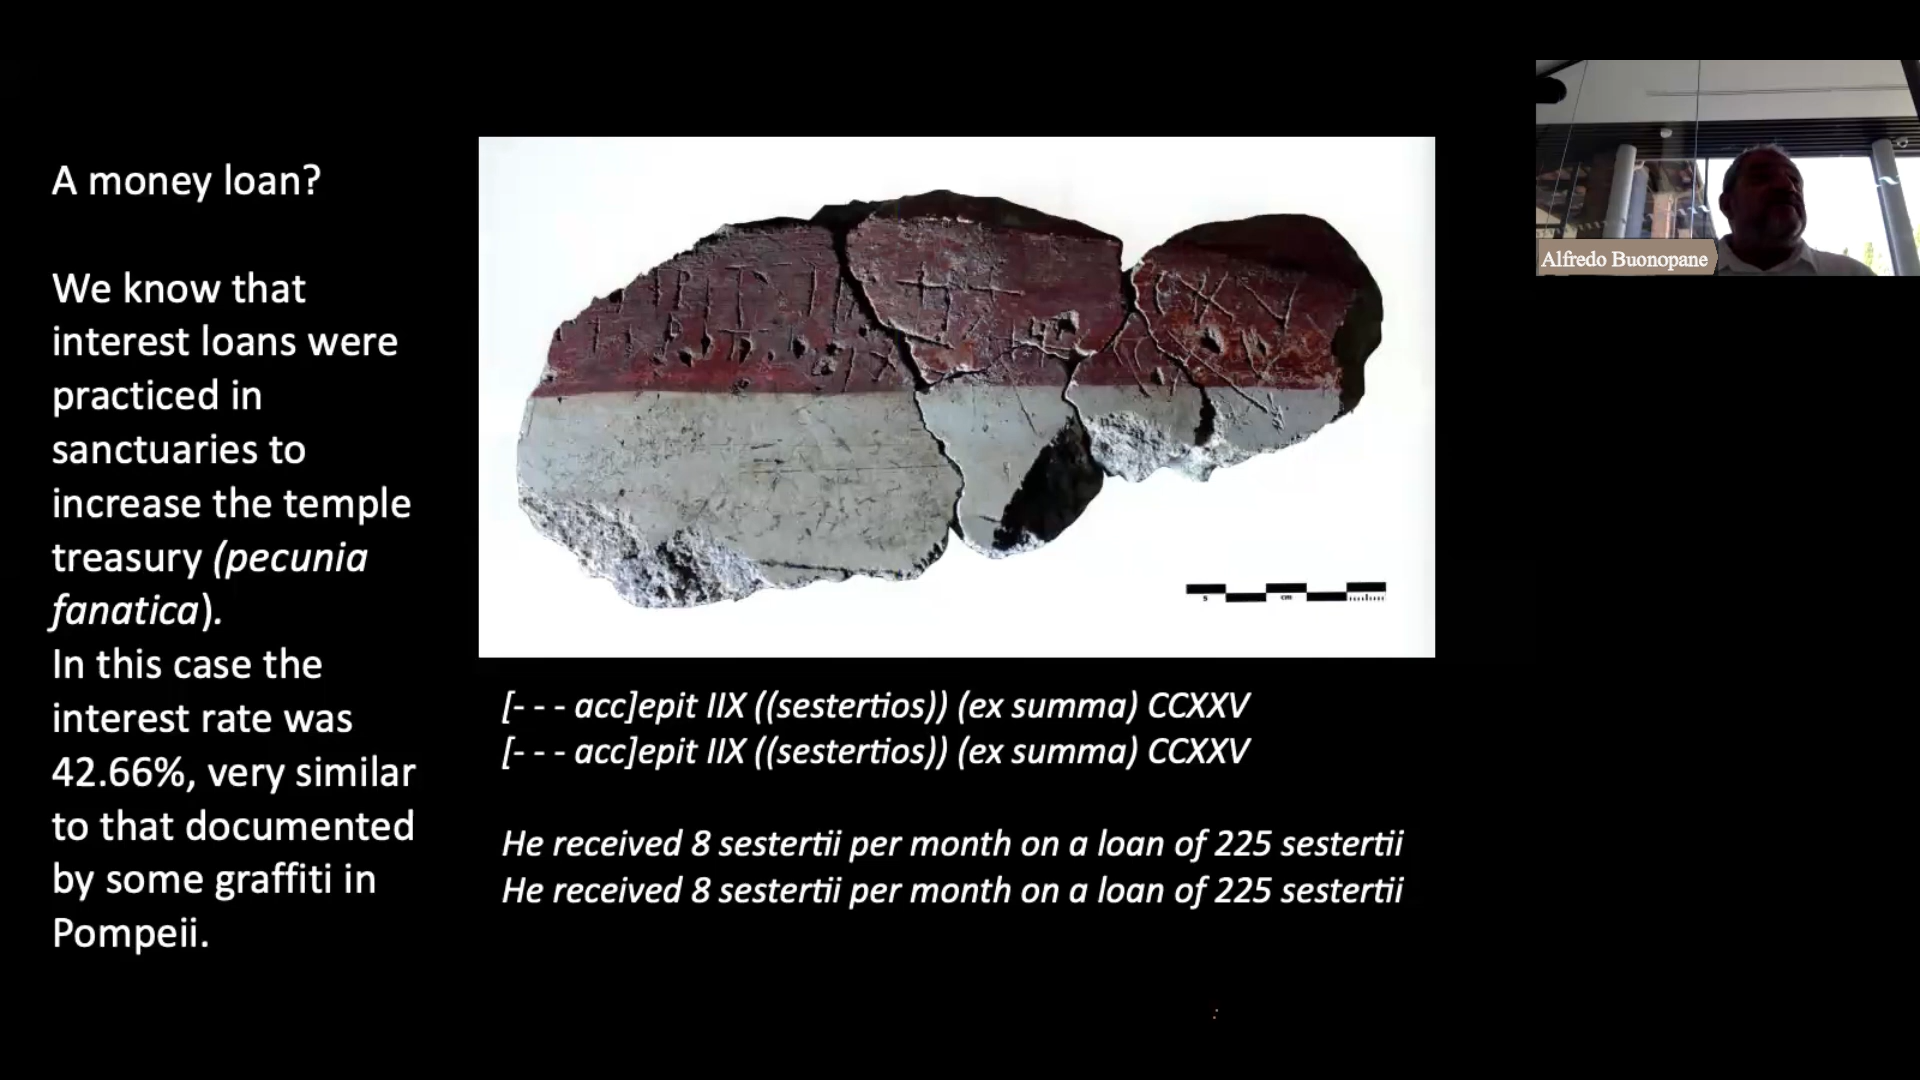 A money loan?
We know that
interest loans were
practiced in
sanctuaries to
increase the temple
treasury (pecunia
fanatica).
In this case the
interest rate was
42.66%, very similar
to that documented
by some graffiti in
Pompeii.
5 cm
[- - - acc]epit IIX ((sestertios)) (ex summa) CCXXV
[- - - acc]epit IIX ((sestertios)) (ex summa) CCXXV
He received 8 sestertii per month on a loan of 225 sestertii
He received 8 sestertii per month on a loan of 225 sestertii
Alfredo Buonopane